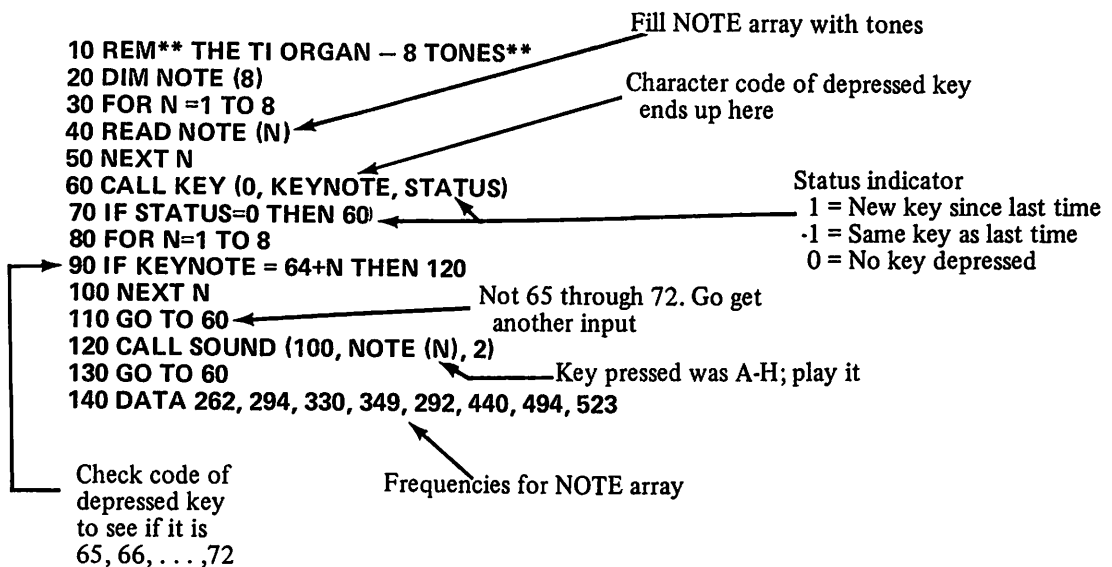 Fill NOTE array with tones
10 REM** THE TI ORGAN – 8 TONES**
20 DIM NOTE (8)
30 FOR N =1 TO 8
40 READ NOTE (N)
50 NEXT N
60 CALL KEY (0, KEYNOTE, STATUS)
70 IF STATUS=0 THEN 60
80 FOR N=1 TO 8
90 IF KEYNOTE = 64+N THEN 120
100 NEXT N
110 GO TO 60
120 CALL SOUND (100, NOTE (N), 2)
130 GO TO 60
140 DATA 262, 294, 330, 349, 292, 440, 494, 523
Character code of depressed key
ends up here
Status indicator
1 = New key since last time
-1 = Same key as last time
0 = No key depressed
Not 65 through 72. Go get
another input
Key pressed was A-H; play it
Check code of
depressed key
to see if it is
65, 66, . . . ,72
Frequencies for NOTE array